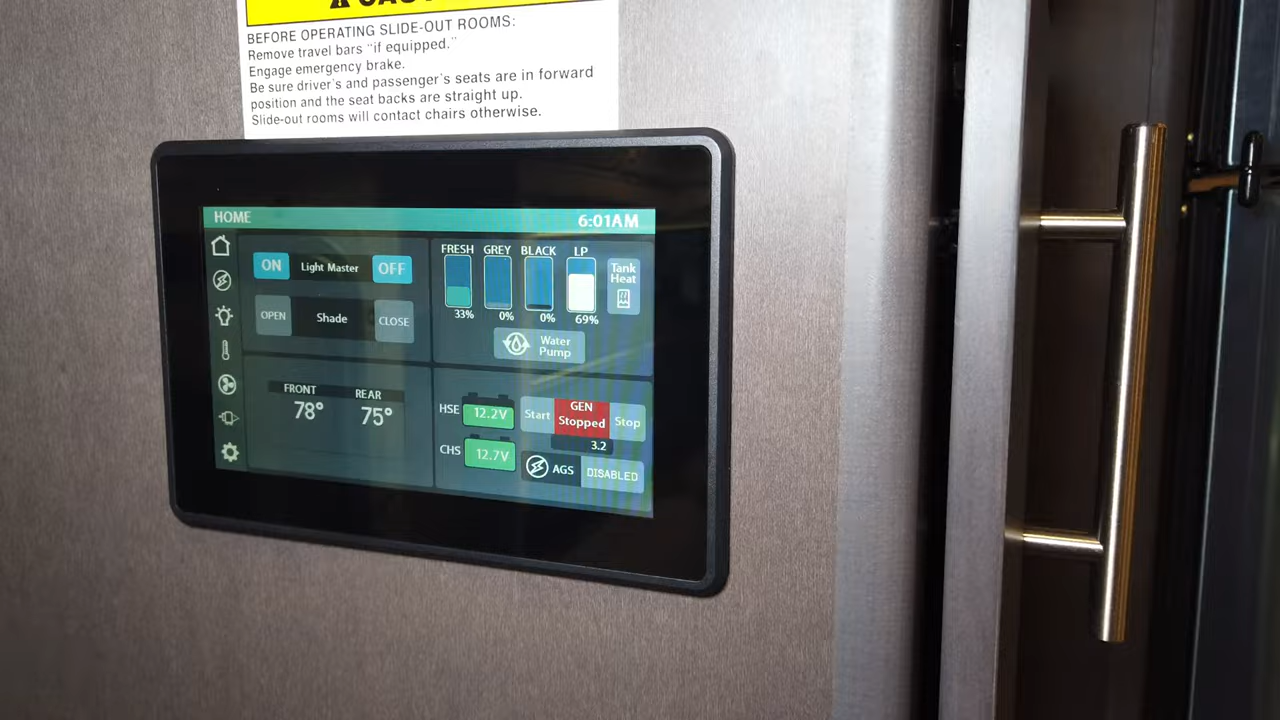 BEFORE OPERATING SLIDE-OUT ROOMS:
Remove travel bars "if equipped."
Engage emergency brake.
Be sure driver's and passenger's seats are in forward
position and the seat backs are straight up.
Slide-out rooms will contact chairs otherwise.
HOME 6:01AM
ON Light Master OFF
OPEN Shade CLOSE
FRESH GREY BLACK LP
33% 0% 0% 69%
Tank
Heat
Water
Pump
FRONT REAR
78° 75°
HSE 12.2V
CHS 12.7V
Start GEN Stopped Stop
3.2
AGS DISABLED